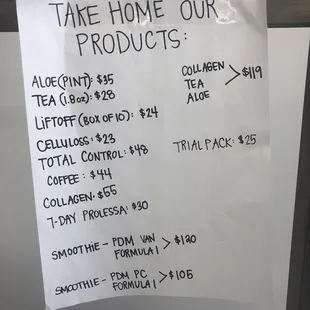 TAKE HOME OUR
PRODUCTS:
ALOE (PINT): $35
TEA (1.8oz): $28
LIFTOFF (BOX OF 10): $24
CELLULOSS: $23
TOTAL CONTROL: $48
COFFEE: $44
COLLAGEN: $55
7-DAY PROLESSA: $30
COLLAGEN
TEA > $119
ALOE
TRIAL PACK: $25
SMOOTHIE - PDM VAN > $120
FORMULA 1
SMOOTHIE - PDM PC > $105
FORMULA 1